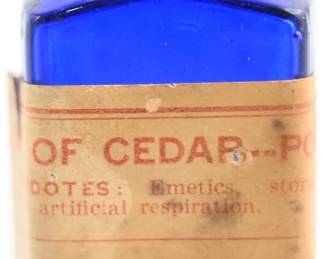 OF CEDAR--PO
DOTES: Emetics, stom
artificial respiration.